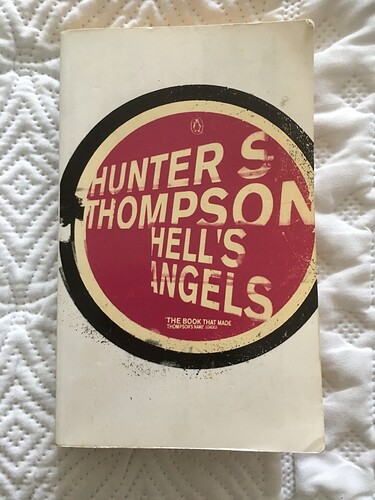 HUNTER S
THOMPSON
HELL'S
ANGELS
'THE BOOK THAT MADE
THOMPSON'S NAME'